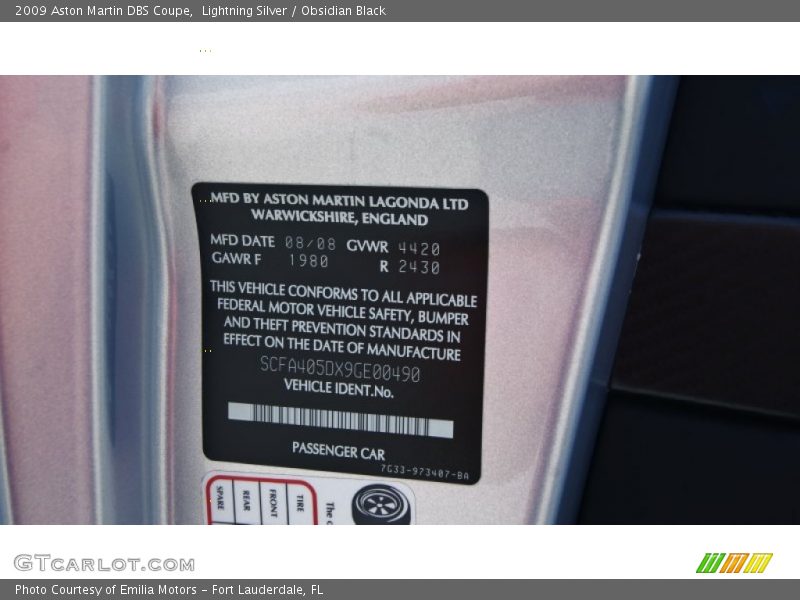 2009 Aston Martin DBS Coupe,  Lightning Silver / Obsidian Black
MFD BY ASTON MARTIN LAGONDA LTD
WARWICKSHIRE, ENGLAND
MFD DATE 08/08 GVWR 4420
GAWR F 1980 R 2430
THIS VEHICLE CONFORMS TO ALL APPLICABLE
FEDERAL MOTOR VEHICLE SAFETY, BUMPER
AND THEFT PREVENTION STANDARDS IN
EFFECT ON THE DATE OF MANUFACTURE
SCFA405DX9GE00490
VEHICLE IDENT.No.
PASSENGER CAR
7G33-973407-BA
SPARE
REAR
FRONT
TIRE
The
GTCARLOT.COM
Photo Courtesy of Emilia Motors – Fort Lauderdale, FL